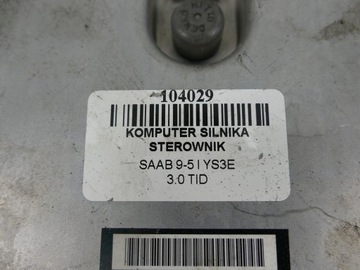 104029
KOMPUTER SILNIKA
STEROWNIK
SAAB 9-5 I YS3E
3.0 TID